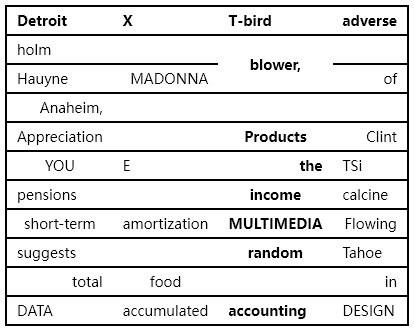 Detroit X T-bird adverse
holm blower,
Hauyne MADONNA of
Anaheim,
Appreciation Products Clint
YOU E the TSi
pensions income calcine
short-term amortization MULTIMEDIA Flowing
suggests random Tahoe
total food in
DATA accumulated accounting DESIGN